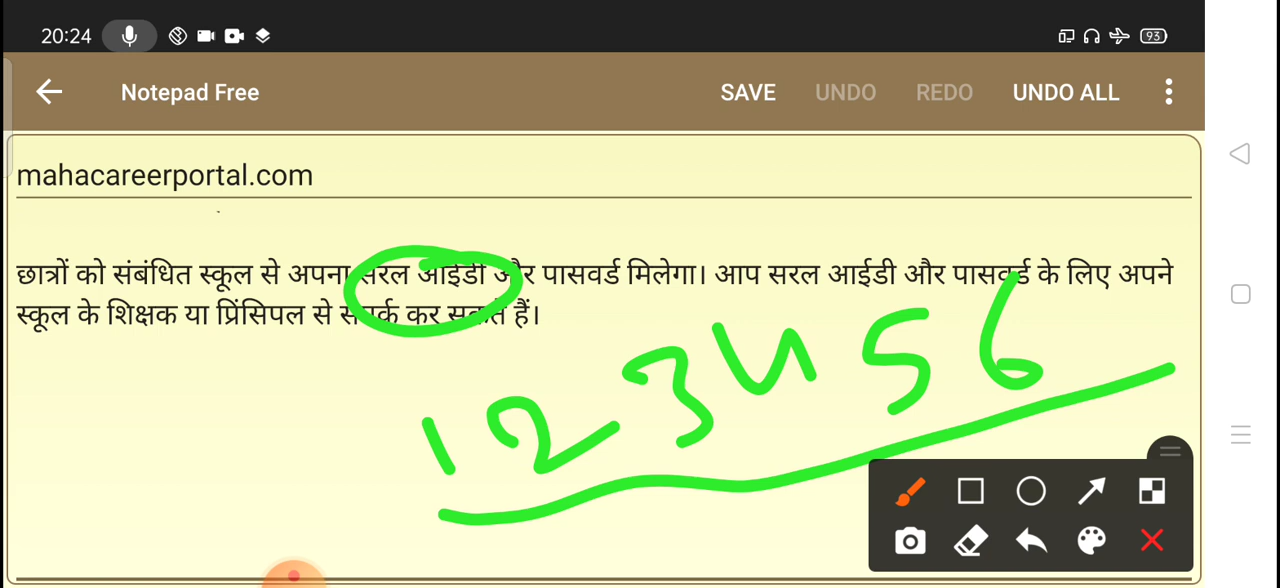 20:24
93
Notepad Free
SAVE UNDO REDO UNDO ALL
mahacareerportal.com
छात्रों को संबंधित स्कूल से अपना सरल आईडी और पासवर्ड मिलेगा। आप सरल आईडी और पासवर्ड के लिए अपने
स्कूल के शिक्षक या प्रिंसिपल से संपर्क कर सकते हैं।
123456